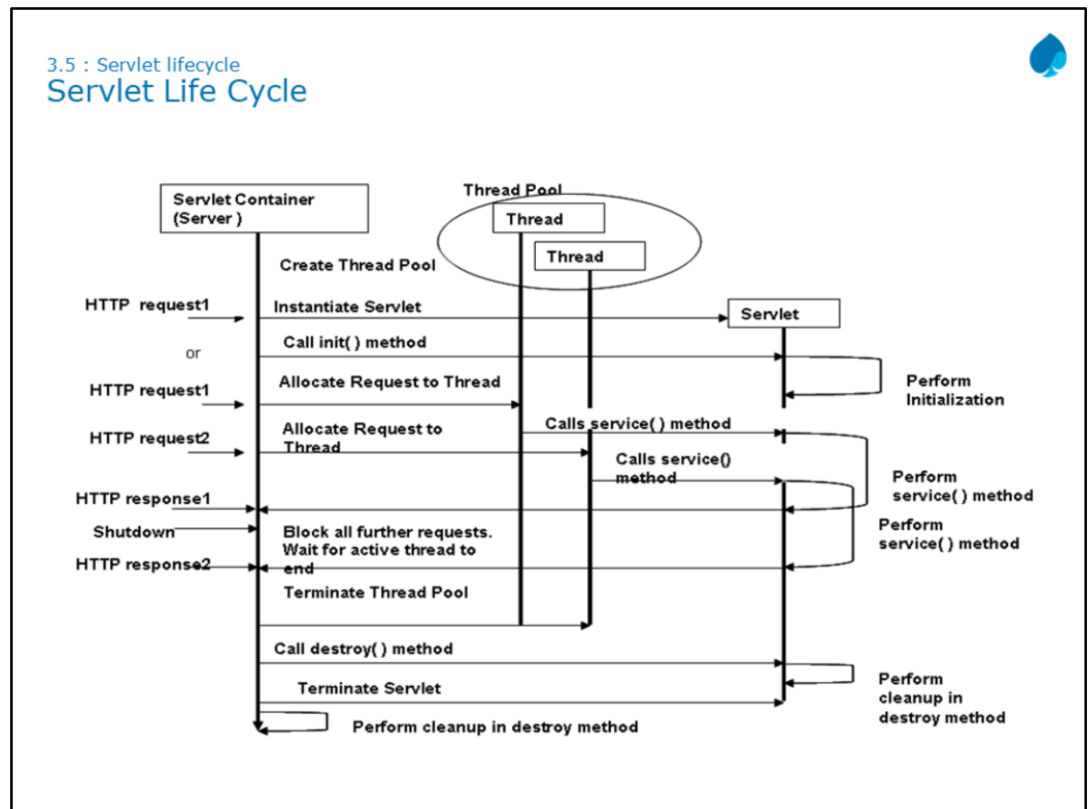 3.5 : Servlet lifecycle
Servlet Life Cycle
Thread Pool
Servlet Container
(Server )
Thread
Thread
Create Thread Pool
HTTP request1
Instantiate Servlet
Servlet
or
Call init( ) method
Perform
Initialization
HTTP request1
Allocate Request to Thread
Calls service( ) method
HTTP request2
Allocate Request to
Thread
Calls service()
method
Perform
service( ) method
HTTP response1
Shutdown
Block all further requests.
Wait for active thread to
end
Perform
service( ) method
HTTP response2
Terminate Thread Pool
Call destroy( ) method
Perform
cleanup in
destroy method
Terminate Servlet
Perform cleanup in destroy method